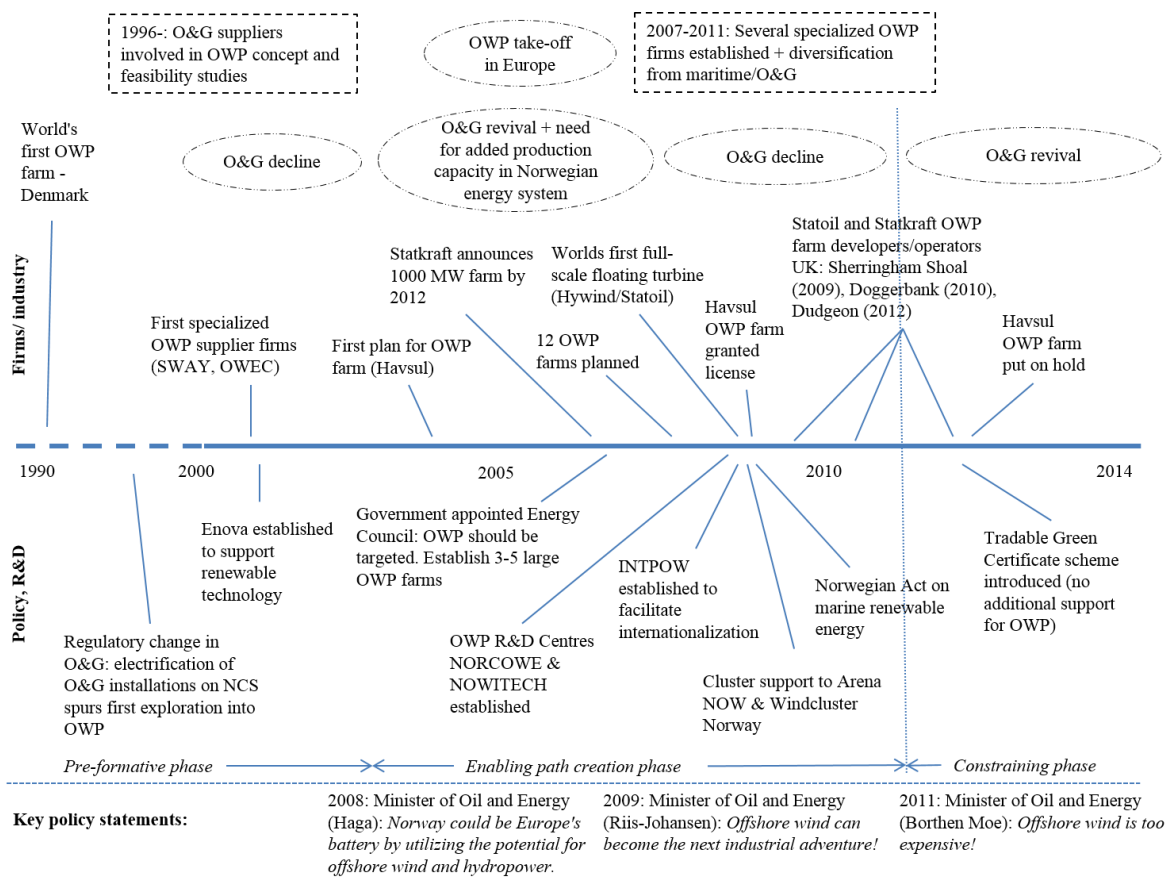 1996-: O&G suppliers
involved in OWP concept and
feasibility studies
OWP take-off
in Europe
2007-2011: Several specialized OWP
firms established + diversification
from maritime/O&G
World's
first OWP
farm -
Denmark
O&G decline
O&G revival + need
for added production
capacity in Norwegian
energy system
O&G decline
O&G revival
Firms/ industry
First specialized
OWP supplier firms
(SWAY, OWEC)
First plan for OWP
farm (Havsul)
Statkraft announces
1000 MW farm by
2012
12 OWP
farms planned
Worlds first full-
scale floating turbine
(Hywind/Statoil)
Havsul
OWP farm
granted
license
Statoil and Statkraft OWP
farm developers/operators
UK: Sherringham Shoal
(2009), Doggerbank (2010),
Dudgeon (2012)
Havsul
OWP farm
put on hold
1990
2000
2005
2010
2014
Policy, R&D
Regulatory change in
O&G: electrification of
O&G installations on NCS
spurs first exploration into
OWP
Enova established
to support
renewable
technology
Government appointed Energy
Council: OWP should be
targeted. Establish 3-5 large
OWP farms
OWP R&D Centres
NORCOWE &
NOWITECH
established
INTPOW
established to
facilitate
internationalization
Cluster support to Arena
NOW & Windcluster
Norway
Norwegian Act on
marine renewable
energy
Tradable Green
Certificate scheme
introduced (no
additional support
for OWP)
Pre-formative phase
Enabling path creation phase
Constraining phase
Key policy statements:
2008: Minister of Oil and Energy
(Haga): Norway could be Europe's
battery by utilizing the potential for
offshore wind and hydropower.
2009: Minister of Oil and Energy
(Riis-Johansen): Offshore wind can
become the next industrial adventure!
2011: Minister of Oil and Energy
(Borthen Moe): Offshore wind is too
expensive!